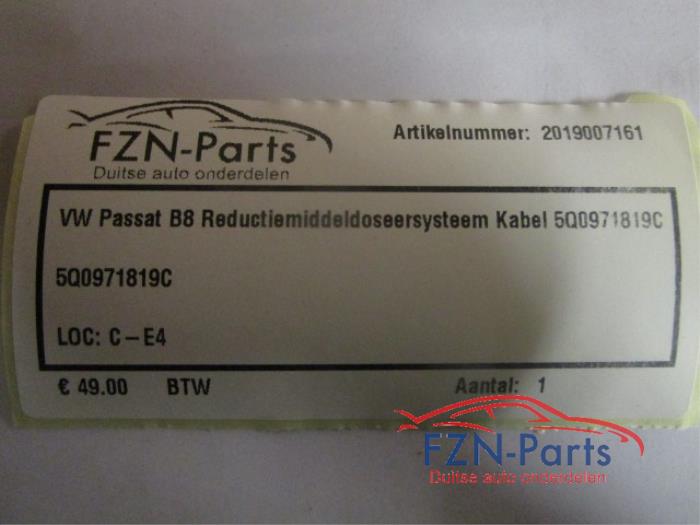 FZN-Parts
Duitse auto onderdelen
Artikelnummer: 2019007161
VW Passat B8 Reductiemiddeldoseersysteem Kabel 5Q0971819C
5Q0971819C
LOC: C-E4
€ 49.00 BTW Aantal: 1
FZN-Parts
Duitse auto onderdelen